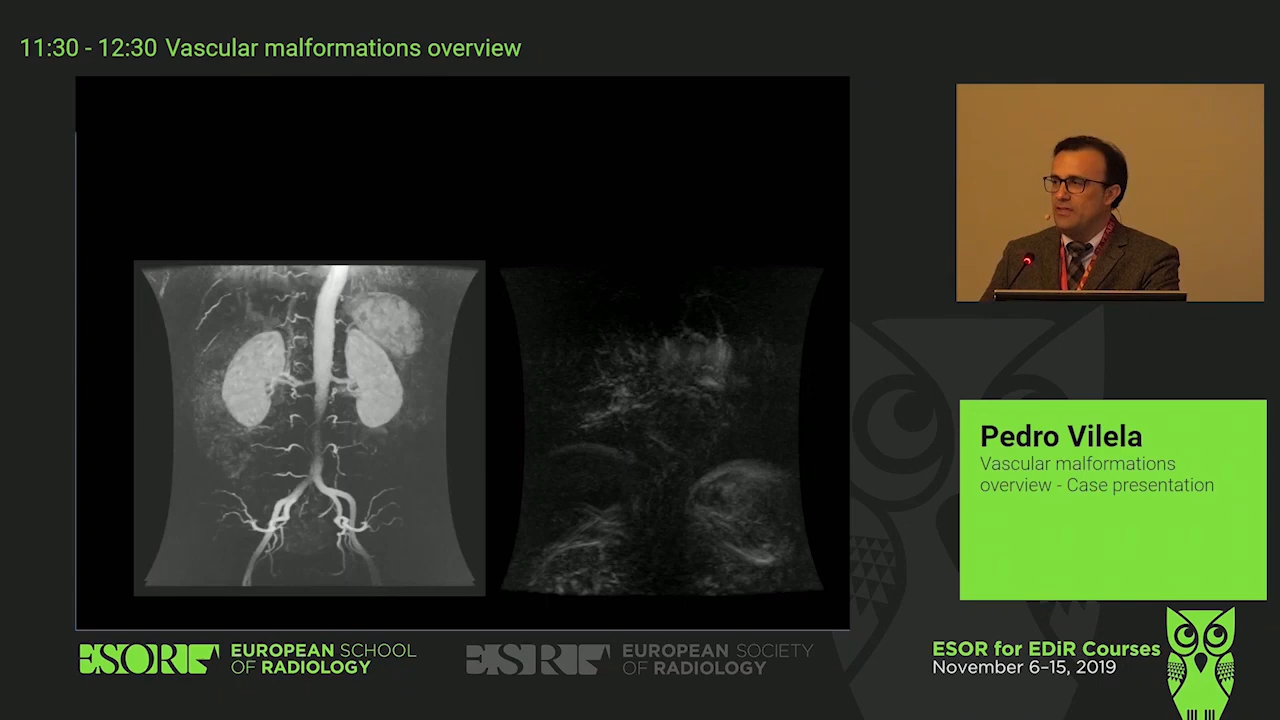 11:30 - 12:30 Vascular malformations overview
Pedro Vilela
Vascular malformations
overview - Case presentation
ESOR
EUROPEAN SCHOOL
OF RADIOLOGY
ESR
EUROPEAN SOCIETY
OF RADIOLOGY
ESOR for EDiR Courses
November 6–15, 2019